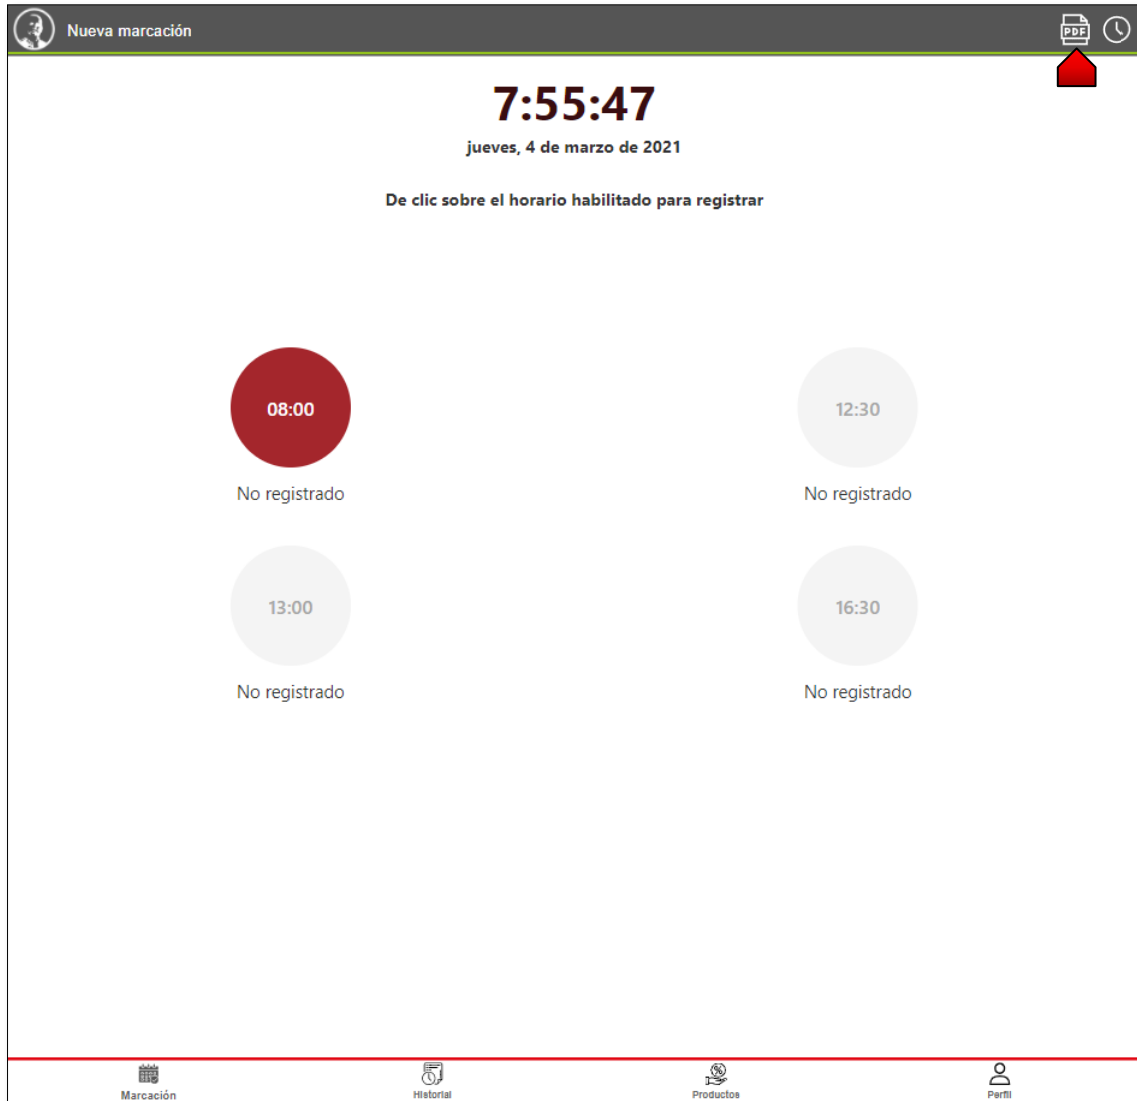 Nueva marcación
PDF
7:55:47
jueves, 4 de marzo de 2021
De clic sobre el horario habilitado para registrar
08:00
12:30
No registrado
No registrado
13:00
16:30
No registrado
No registrado
Marcación
Historial
Productos
Perfil